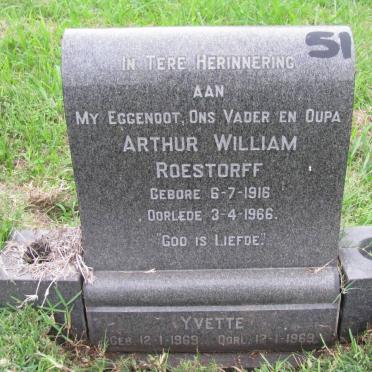 51
IN TERE HERINNERING
AAN
MY EGGENOOT, ONS VADER EN OUPA
ARTHUR WILLIAM
ROESTORFF
GEBORE 6-7-1916
OORLEDE 3-4-1966.
"GOD IS LIEFDE."
YVETTE
GEB. 12-1-1969. OORL. 12-1-1969.